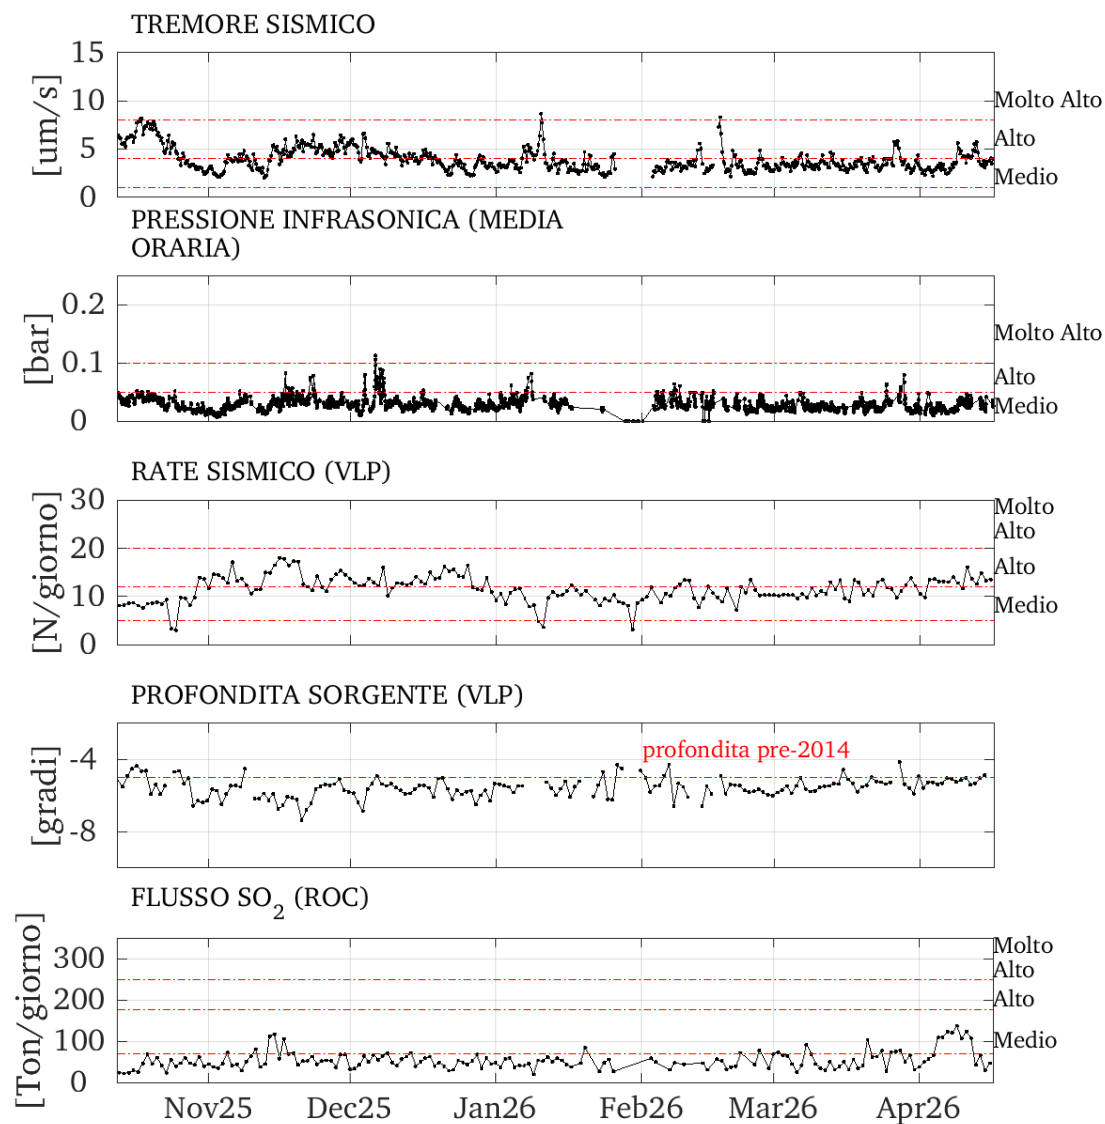 TREMORE SISMICO
15
10
5
0
[um/s]
Molto Alto
Alto
Medio
PRESSIONE INFRASONICA (MEDIA
ORARIA)
0.2
0.1
0
[bar]
Molto Alto
Alto
Medio
RATE SISMICO (VLP)
30
20
10
0
[N/giorno]
Molto
Alto
Alto
Medio
PROFONDITA SORGENTE (VLP)
-4
-8
[gradi]
profondita pre-2014
FLUSSO SO2 (ROC)
300
200
100
0
[Ton/giorno]
Molto
Alto
Alto
Medio
Nov25 Dec25 Jan26 Feb26 Mar26 Apr26